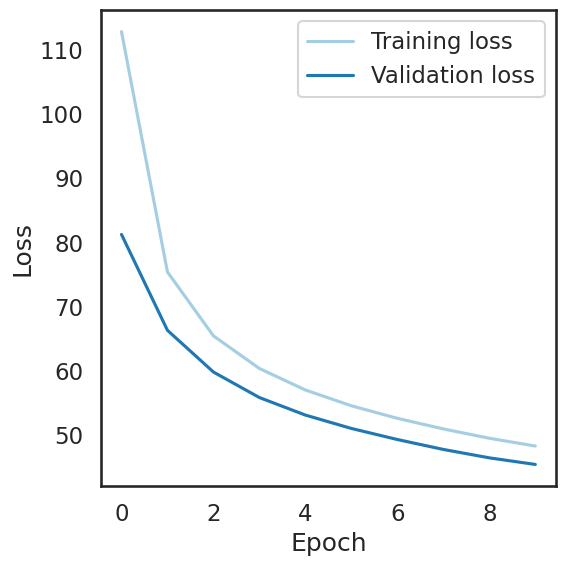 Training loss
Validation loss
110
100
90
80
70
60
50
Loss
0 2 4 6 8
Epoch